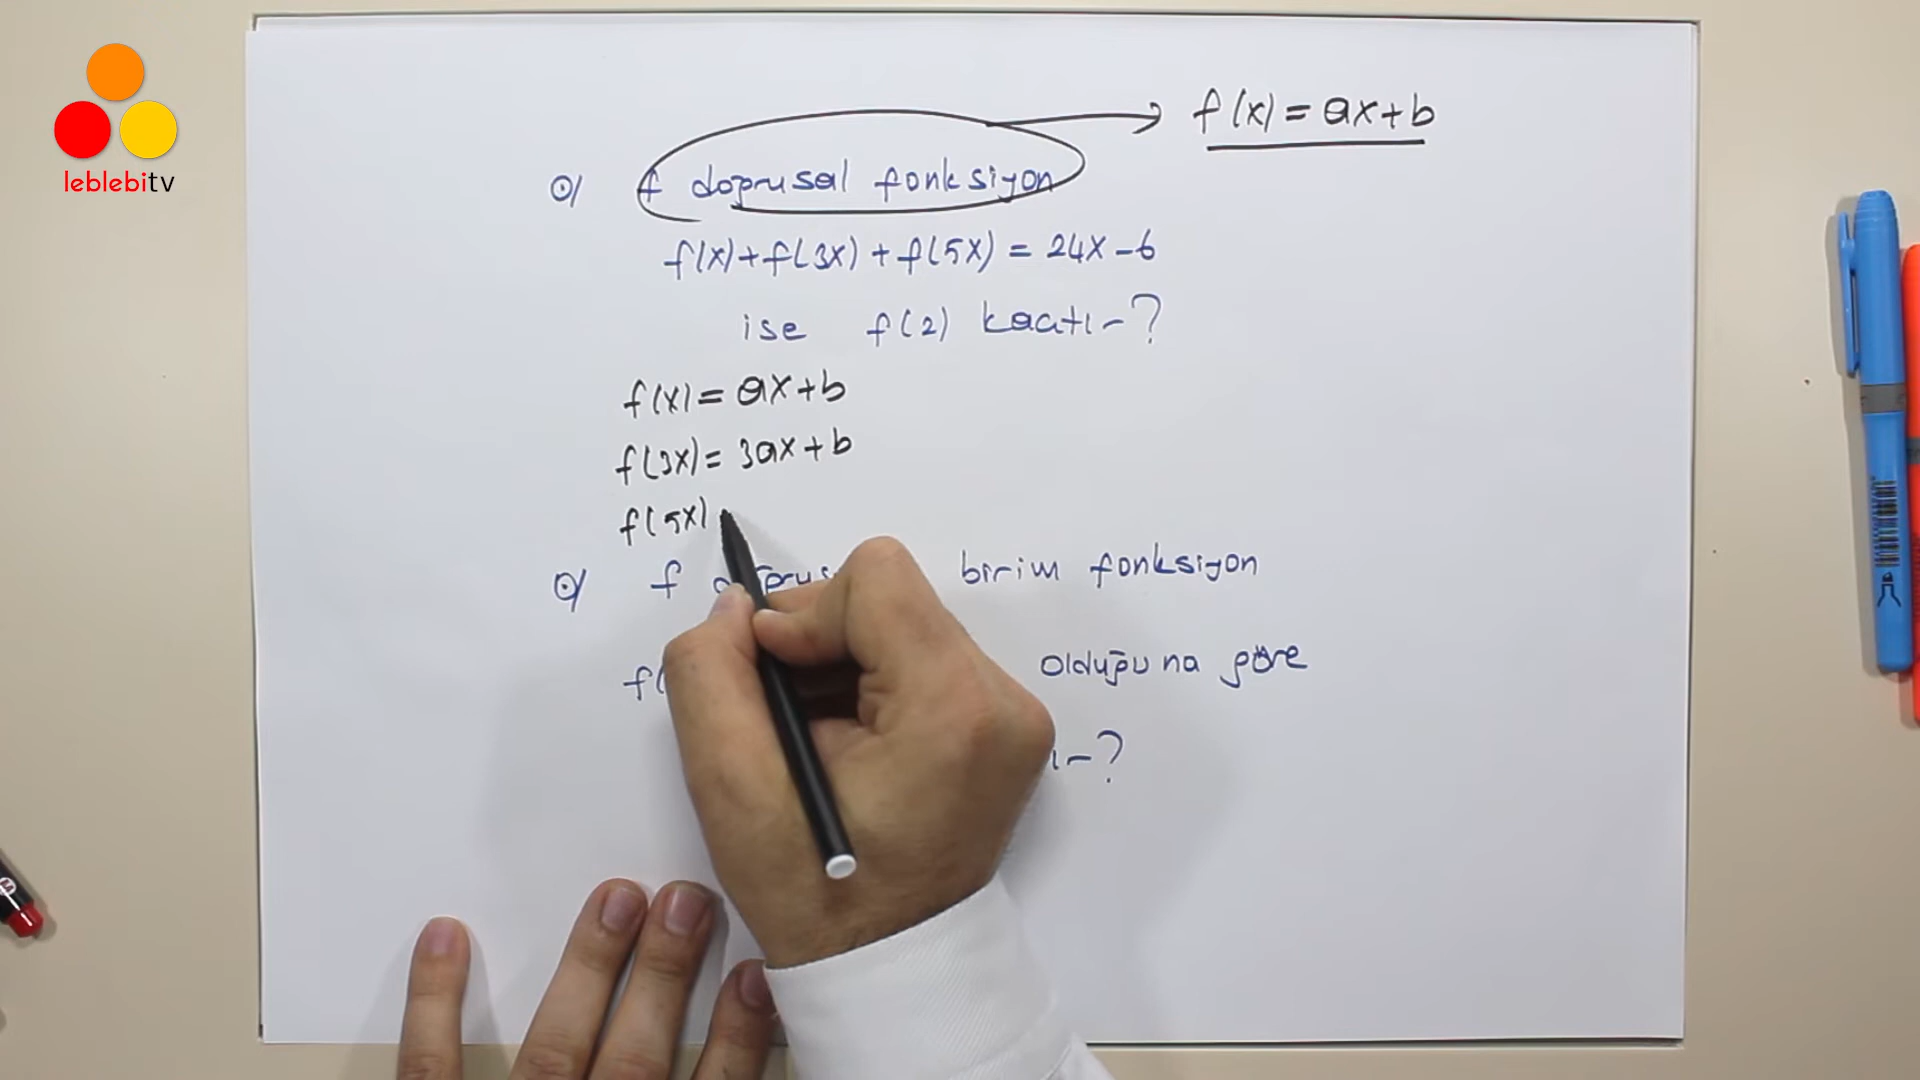 leblebitv
f(x) = ax+b
f doğrusal fonksiyon
f(x)+f(3x)+f(5x) = 24x-6
ise f(2) kaçtır?
f(x) = ax+b
f(3x) = 3ax+b
f(5x)
f birim fonksiyon
f( olduğuna göre
?